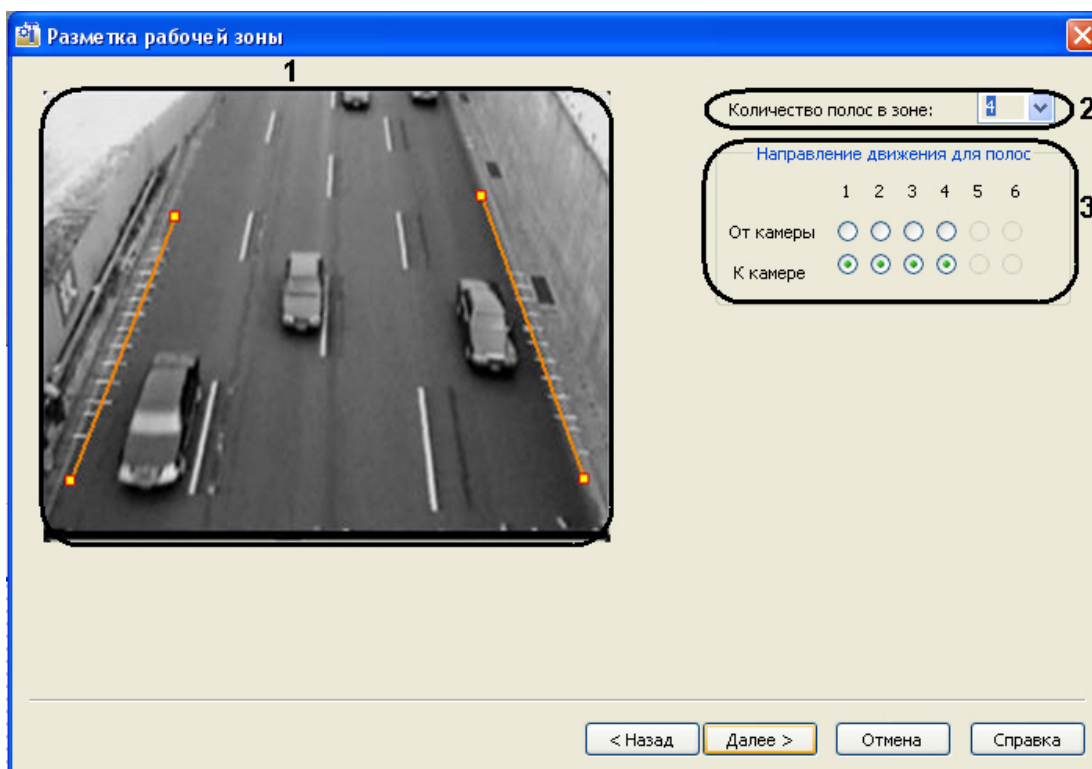 Разметка рабочей зоны
1
Количество полос в зоне: 4
2
Направление движения для полос
1 2 3 4 5 6
3
От камеры
К камере
< Назад Далее > Отмена Справка